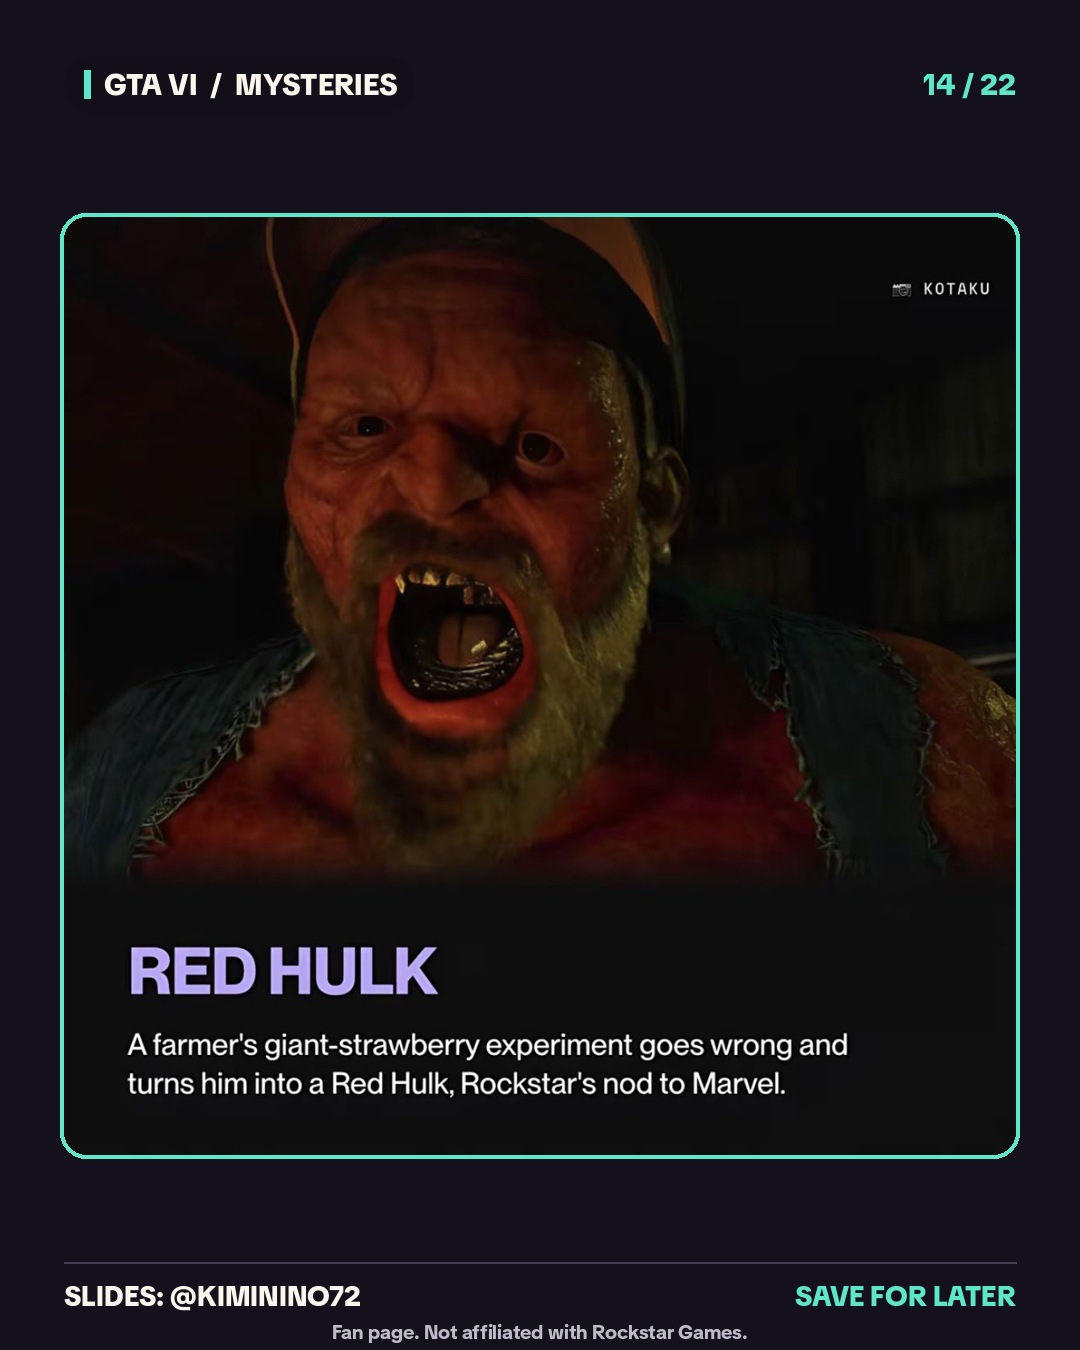 GTA VI / MYSTERIES
14 / 22
KOTAKU
RED HULK
A farmer's giant-strawberry experiment goes wrong and
turns him into a Red Hulk, Rockstar's nod to Marvel.
SLIDES: @KIMININO72
SAVE FOR LATER
Fan page. Not affiliated with Rockstar Games.